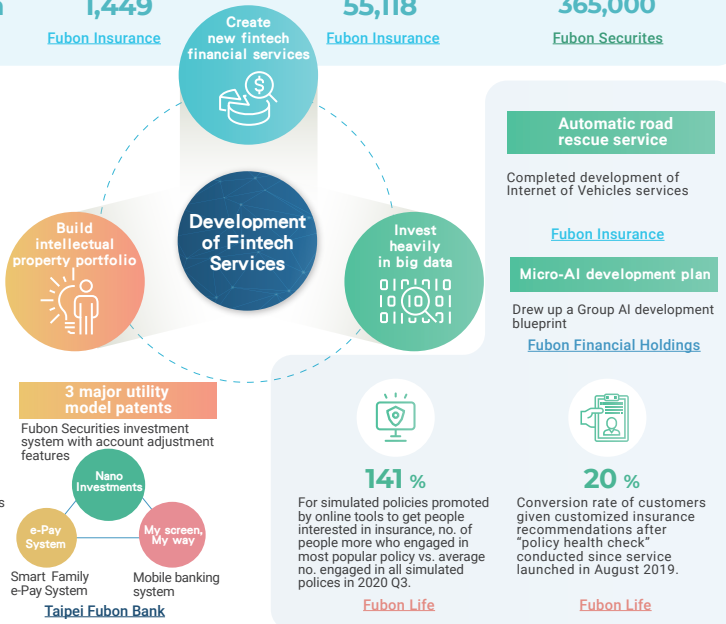 1,449
55,118
365,000
Fubon Insurance
Fubon Insurance
Fubon Securites
Create
new fintech
financial services
Development
of Fintech
Services
Build
intellectual
property portfolio
Invest
heavily
in big data
Automatic road
rescue service
Completed development of
Internet of Vehicles services
Fubon Insurance
Micro-AI development plan
Drew up a Group AI development
blueprint
Fubon Financial Holdings
3 major utility
model patents
Fubon Securities investment
system with account adjustment
features
Nano
Investments
e-Pay
System
My screen,
My way
Smart Family
e-Pay System
Mobile banking
system
Taipei Fubon Bank
141 %
For simulated policies promoted
by online tools to get people
interested in insurance, no. of
people more who engaged in
most popular policy vs. average
no. engaged in all simulated
polices in 2020 Q3.
Fubon Life
20 %
Conversion rate of customers
given customized insurance
recommendations after
“policy health check”
conducted since service
launched in August 2019.
Fubon Life